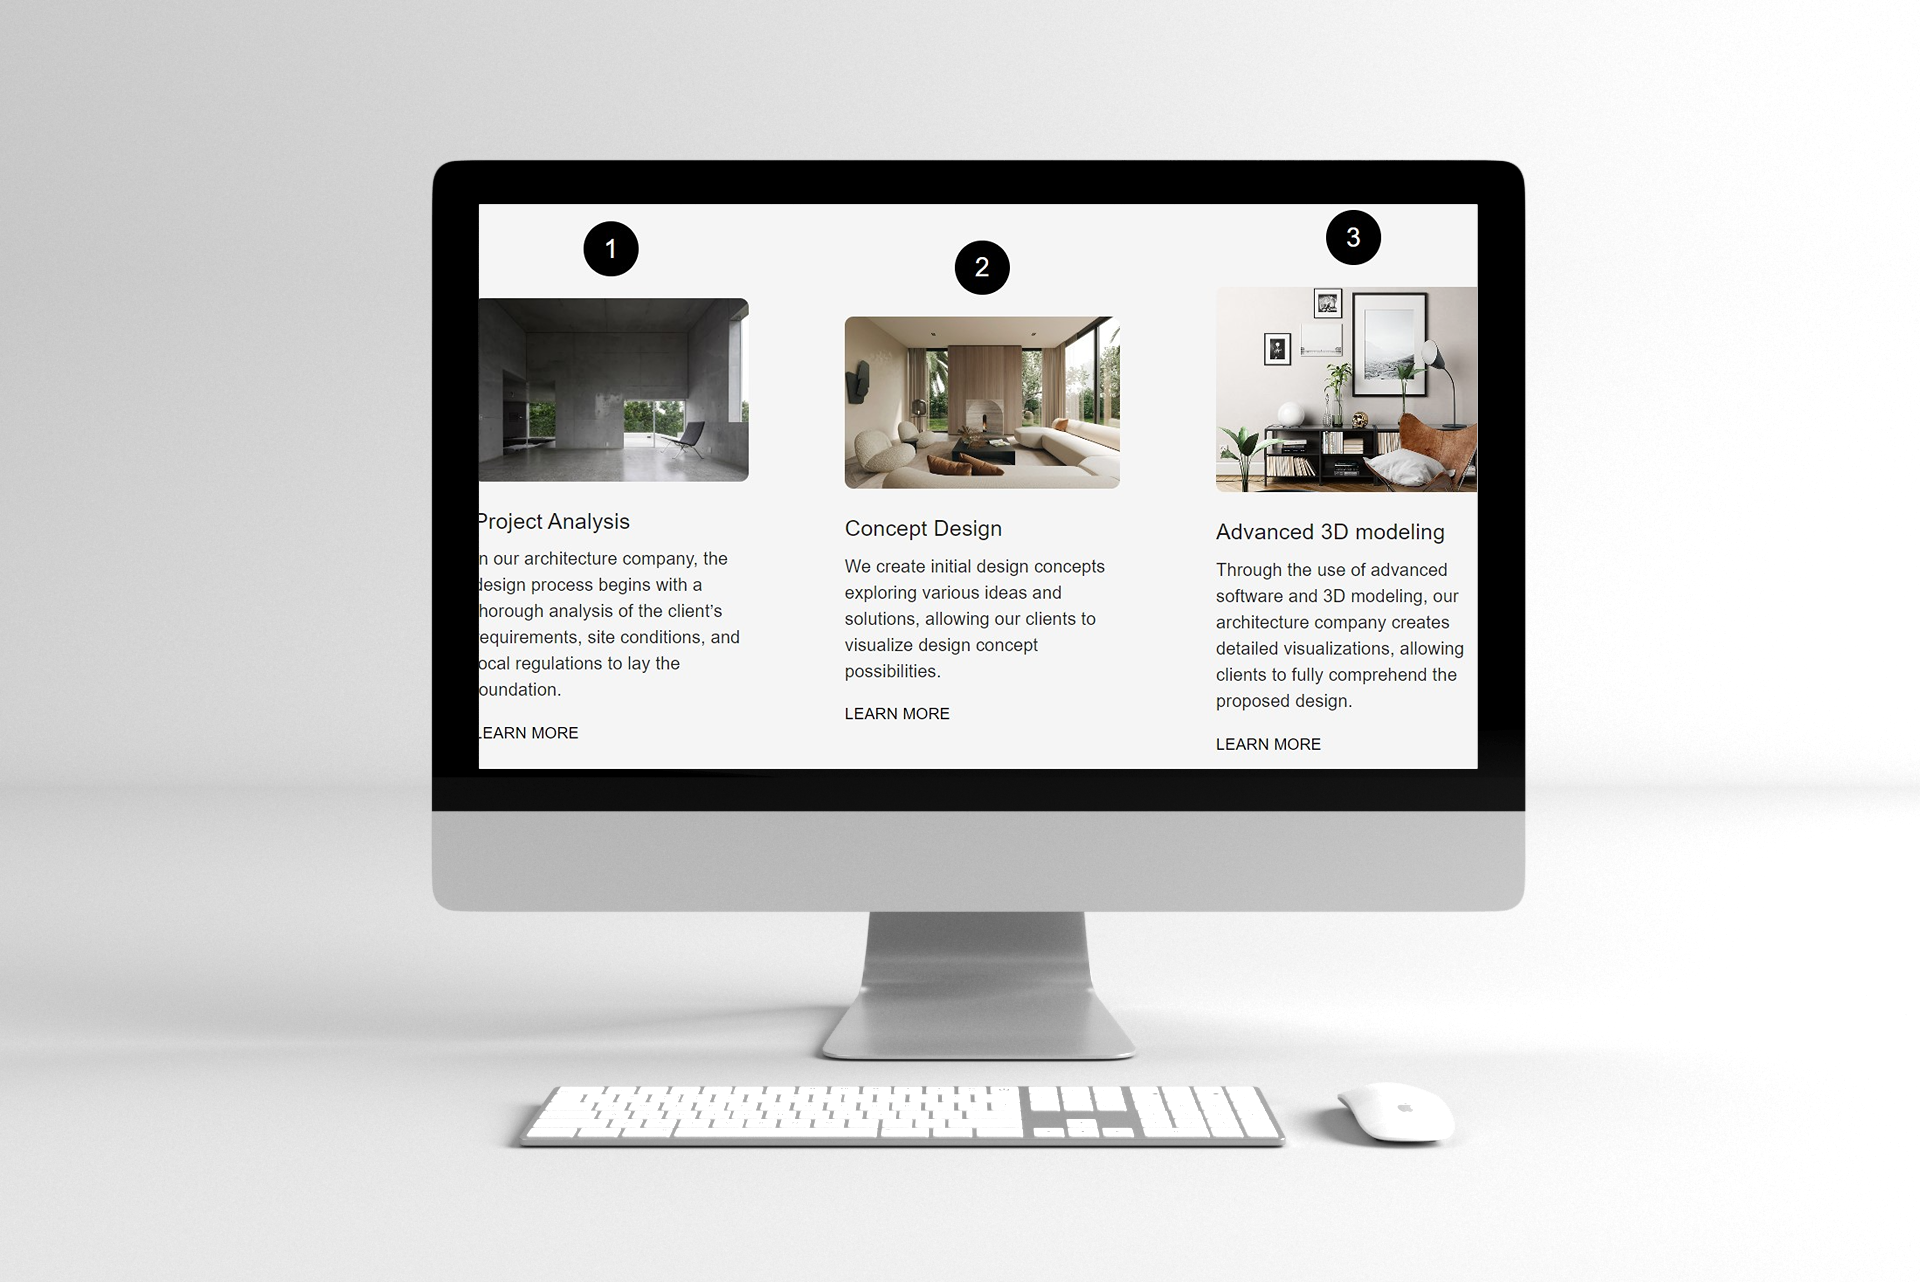 1
Project Analysis
n our architecture company, the
design process begins with a
horough analysis of the client’s
equirements, site conditions, and
ocal regulations to lay the
oundation.
LEARN MORE
2
Concept Design
We create initial design concepts
exploring various ideas and
solutions, allowing our clients to
visualize design concept
possibilities.
LEARN MORE
3
Advanced 3D modeling
Through the use of advanced
software and 3D modeling, our
architecture company creates
detailed visualizations, allowing
clients to fully comprehend the
proposed design.
LEARN MORE